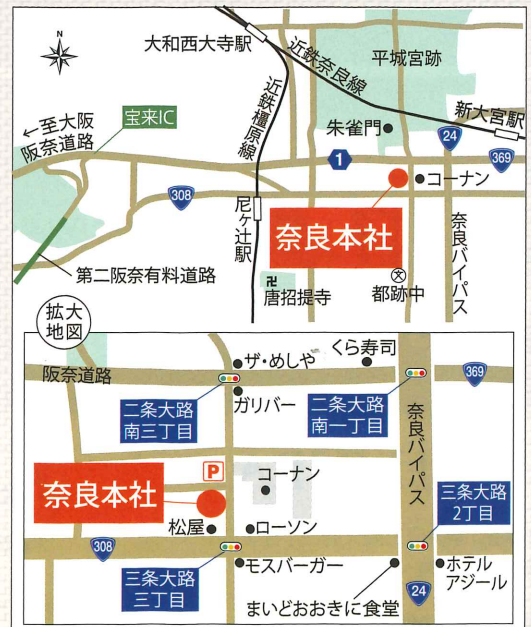 N
大和西大寺駅
近鉄奈良線
平城宮跡
新大宮駅
近鉄橿原線
宝来IC
←至大阪
阪奈道路
朱雀門
24
1
369
コーナン
308
尼ヶ辻駅
奈良本社
奈良バイパス
第二阪奈有料道路
卍
唐招提寺
文
都跡中
拡大
地図
ザ・めしや
くら寿司
阪奈道路
369
二条大路
南三丁目
ガリバー
二条大路
南一丁目
奈良バイパス
P
コーナン
奈良本社
三条大路
2丁目
松屋
ローソン
308
三条大路
三丁目
モスバーガー
ホテル
アジール
まいどおおきに食堂
24